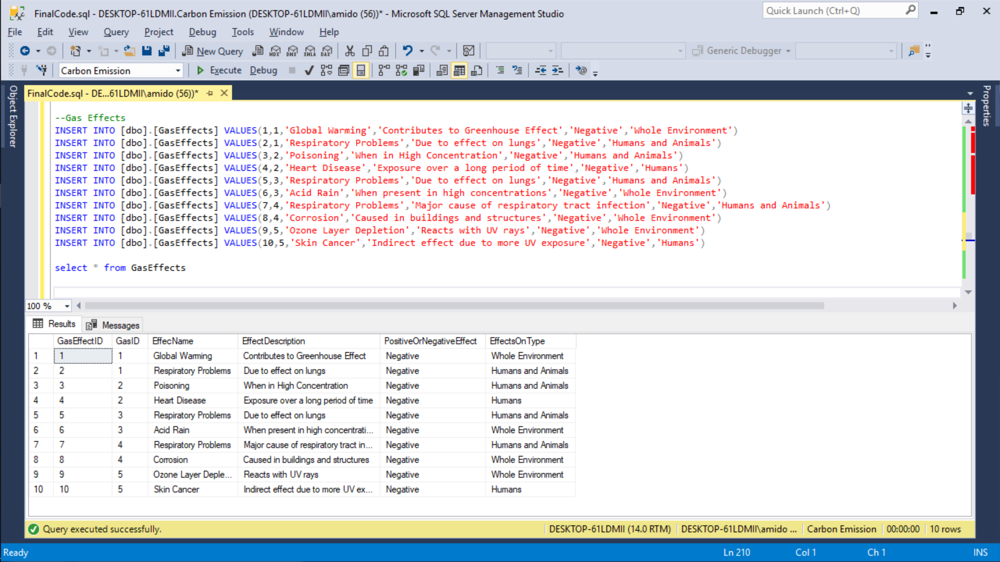 FinalCode.sql - DESKTOP-61LDMII.Carbon Emission (DESKTOP-61LDMII\amido (56))* - Microsoft SQL Server Management Studio
Quick Launch (Ctrl+Q)
File Edit View Query Project Debug Tools Window Help
New Query MDX DMX XMLA DAX Generic Debugger
Carbon Emission Execute Debug
Object Explorer
FinalCode.sql - DE...61LDMII\amido (56))*
Properties
--Gas Effects
INSERT INTO [dbo].[GasEffects] VALUES(1,1,'Global Warming','Contributes to Greenhouse Effect','Negative','Whole Environment')
INSERT INTO [dbo].[GasEffects] VALUES(2,1,'Respiratory Problems','Due to effect on lungs','Negative','Humans and Animals')
INSERT INTO [dbo].[GasEffects] VALUES(3,2,'Poisoning','When in High Concentration','Negative','Humans and Animals')
INSERT INTO [dbo].[GasEffects] VALUES(4,2,'Heart Disease','Exposure over a long period of time','Negative','Humans')
INSERT INTO [dbo].[GasEffects] VALUES(5,3,'Respiratory Problems','Due to effect on lungs','Negative','Humans and Animals')
INSERT INTO [dbo].[GasEffects] VALUES(6,3,'Acid Rain','When present in high concentrations','Negative','Whole Environment')
INSERT INTO [dbo].[GasEffects] VALUES(7,4,'Respiratory Problems','Major cause of respiratory tract infection','Negative','Humans and Animals')
INSERT INTO [dbo].[GasEffects] VALUES(8,4,'Corrosion','Caused in buildings and structures','Negative','Whole Environment')
INSERT INTO [dbo].[GasEffects] VALUES(9,5,'Ozone Layer Depletion','Reacts with UV rays','Negative','Whole Environment')
INSERT INTO [dbo].[GasEffects] VALUES(10,5,'Skin Cancer','Indirect effect due to more UV exposure','Negative','Humans')
select * from GasEffects
100 %
Results Messages
GasEffectID GasID EffecName EffectDescription PositiveOrNegativeEffect EffectsOnType
1 1 1 Global Warming Contributes to Greenhouse Effect Negative Whole Environment
2 2 1 Respiratory Problems Due to effect on lungs Negative Humans and Animals
3 3 2 Poisoning When in High Concentration Negative Humans and Animals
4 4 2 Heart Disease Exposure over a long period of time Negative Humans
5 5 3 Respiratory Problems Due to effect on lungs Negative Humans and Animals
6 6 3 Acid Rain When present in high concentrati... Negative Whole Environment
7 7 4 Respiratory Problems Major cause of respiratory tract in... Negative Humans and Animals
8 8 4 Corrosion Caused in buildings and structures Negative Whole Environment
9 9 5 Ozone Layer Deple... Reacts with UV rays Negative Whole Environment
10 10 5 Skin Cancer Indirect effect due to more UV ex... Negative Humans
Query executed successfully. DESKTOP-61LDMII (14.0 RTM) DESKTOP-61LDMII\amido ... Carbon Emission 00:00:00 10 rows
Ready Ln 210 Col 1 Ch 1 INS